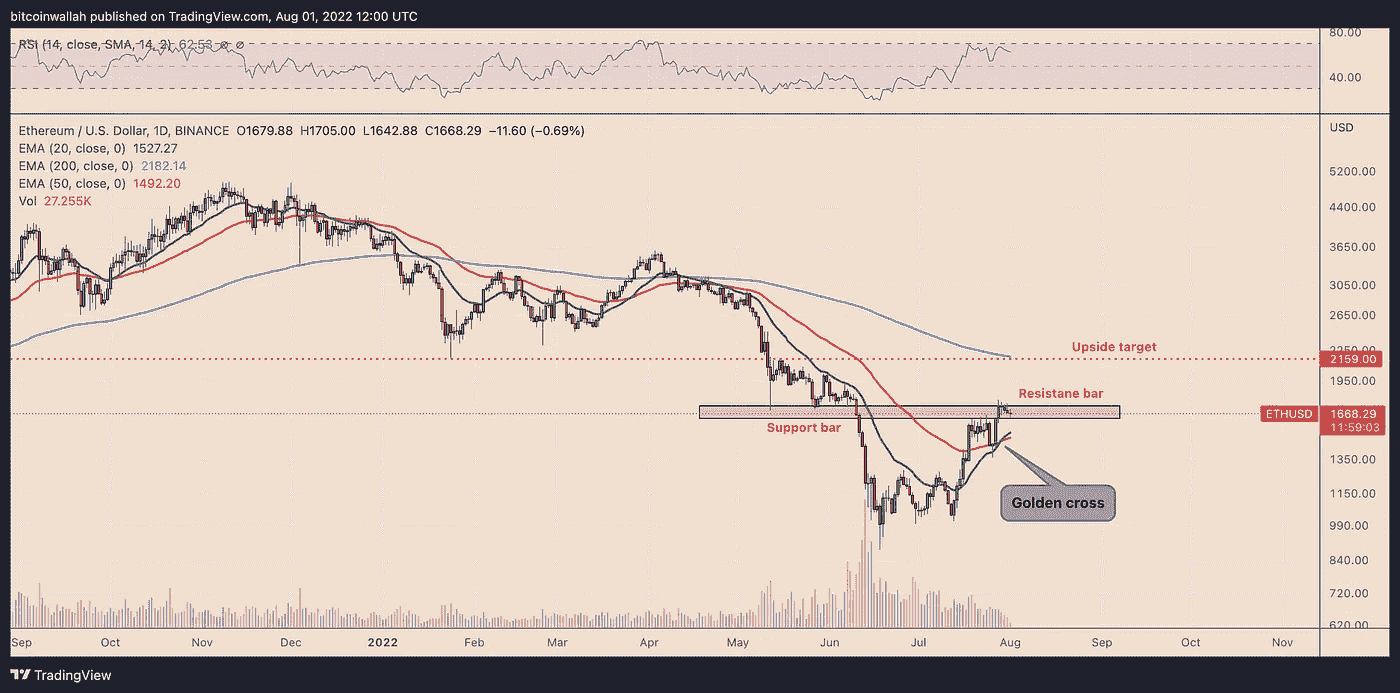 bitcoinwallah published on TradingView.com, Aug 01, 2022 12:00 UTC
RSI (14, close, SMA, 14, 2) 62.53 ∅ ∅
80.00
40.00
Ethereum / U.S. Dollar, 1D, BINANCE O1679.88 H1705.00 L1642.88 C1668.29 −11.60 (−0.69%)
USD
EMA (20, close, 0) 1527.27
EMA (200, close, 0) 2182.14
EMA (50, close, 0) 1492.20
Vol 27.255K
5200.00
4400.00
3650.00
3050.00
2650.00
2250.00
Upside target
2159.00
1950.00
Resistane bar
ETHUSD 1668.29
11:59:03
Support bar
1350.00
1150.00
Golden cross
990.00
840.00
720.00
620.00
Sep Oct Nov Dec 2022 Feb Mar Apr May Jun Jul Aug Sep Oct Nov
TradingView